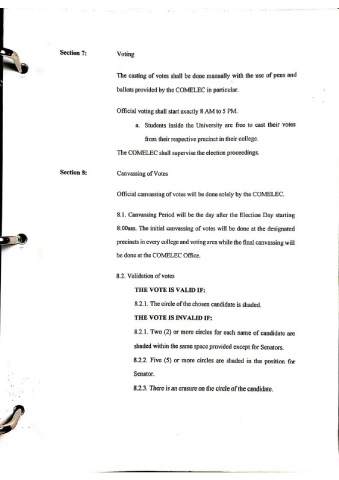 Section 7: Voting
The casting of votes shall be done manually with the use of pens and
ballots provided by the COMELEC in particular.
Official voting shall start exactly 8 AM to 5 PM.
a. Students inside the University are free to cast their votes
from their respective precinct in their college.
The COMELEC shall supervise the election proceedings.
Section 8: Canvassing of Votes
Official canvassing of votes will be done solely by the COMELEC.
8.1. Canvassing Period will be the day after the Election Day starting
8:00am. The initial canvassing of votes will be done at the designated
precincts in every college and voting area while the final canvassing will
be done at the COMELEC Office.
8.2. Validation of votes
THE VOTE IS VALID IF:
8.2.1. The circle of the chosen candidate is shaded.
THE VOTE IS INVALID IF:
8.2.1. Two (2) or more circles for each name of candidate are
shaded within the same space provided except for Senators.
8.2.2. Five (5) or more circles are shaded in the position for
Senator.
8.2.3. There is an erasure on the circle of the candidate.